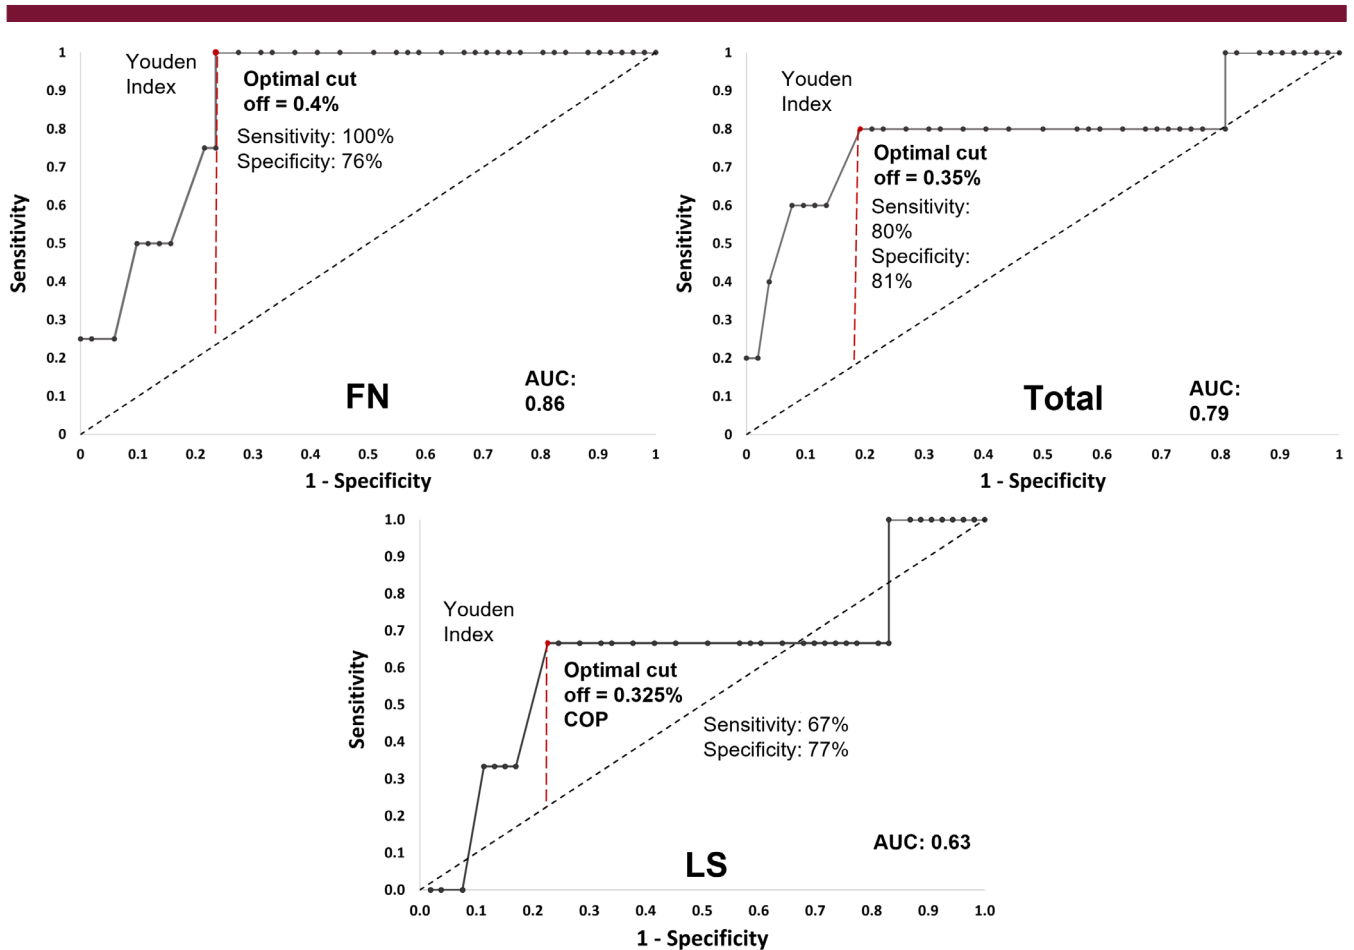 Youden
Index
Optimal cut
off = 0.4%
Sensitivity: 100%
Specificity: 76%
Sensitivity
1
0.9
0.8
0.7
0.6
0.5
0.4
0.3
0.2
0.1
0
FN
AUC:
0.86
0 0.1 0.2 0.3 0.4 0.5 0.6 0.7 0.8 0.9 1
1 - Specificity
Youden
Index
Optimal cut
off = 0.35%
Sensitivity:
80%
Specificity:
81%
Sensitivity
1
0.9
0.8
0.7
0.6
0.5
0.4
0.3
0.2
0.1
0
Total
AUC:
0.79
0 0.1 0.2 0.3 0.4 0.5 0.6 0.7 0.8 0.9 1
1 - Specificity
Youden
Index
Optimal cut
off = 0.325%
COP
Sensitivity: 67%
Specificity: 77%
Sensitivity
1.0
0.9
0.8
0.7
0.6
0.5
0.4
0.3
0.2
0.1
0.0
AUC: 0.63
LS
0.0 0.1 0.2 0.3 0.4 0.5 0.6 0.7 0.8 0.9 1.0
1 - Specificity